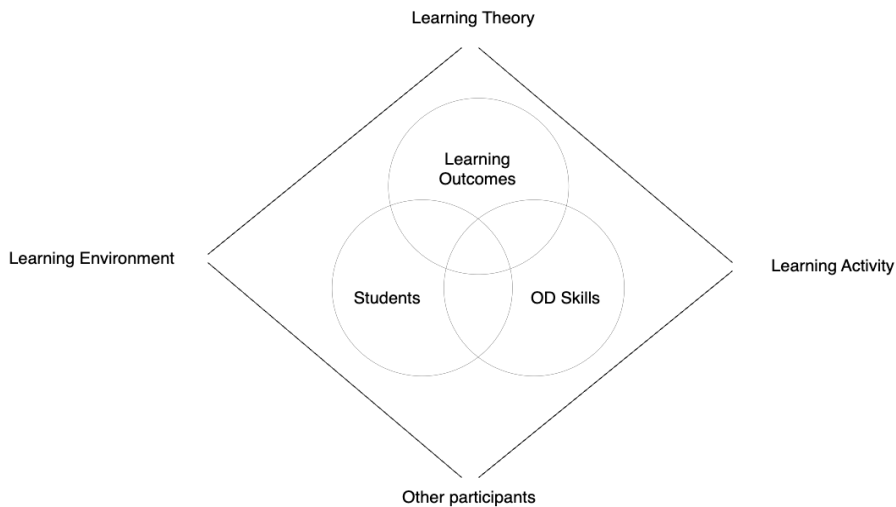 Learning Theory
Learning
Outcomes
Learning Environment
Learning Activity
Students
OD Skills
Other participants